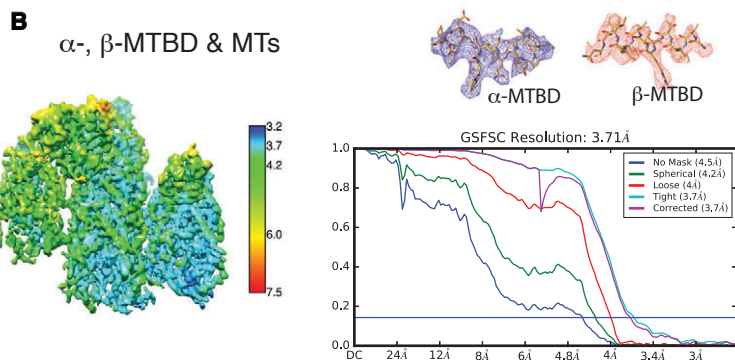 B
α-, β-MTBD & MTs
3.2
3.7
4.2
6.0
7.5
α-MTBD
β-MTBD
GSFSC Resolution: 3.71Å
1.0
0.8
0.6
0.4
0.2
0.0
No Mask (4.5Å)
Spherical (4.2Å)
Loose (4Å)
Tight (3.7Å)
Corrected (3,7Å)
DC 24Å 12Å 8Å 6Å 4.8Å 4Å 3.4Å 3Å